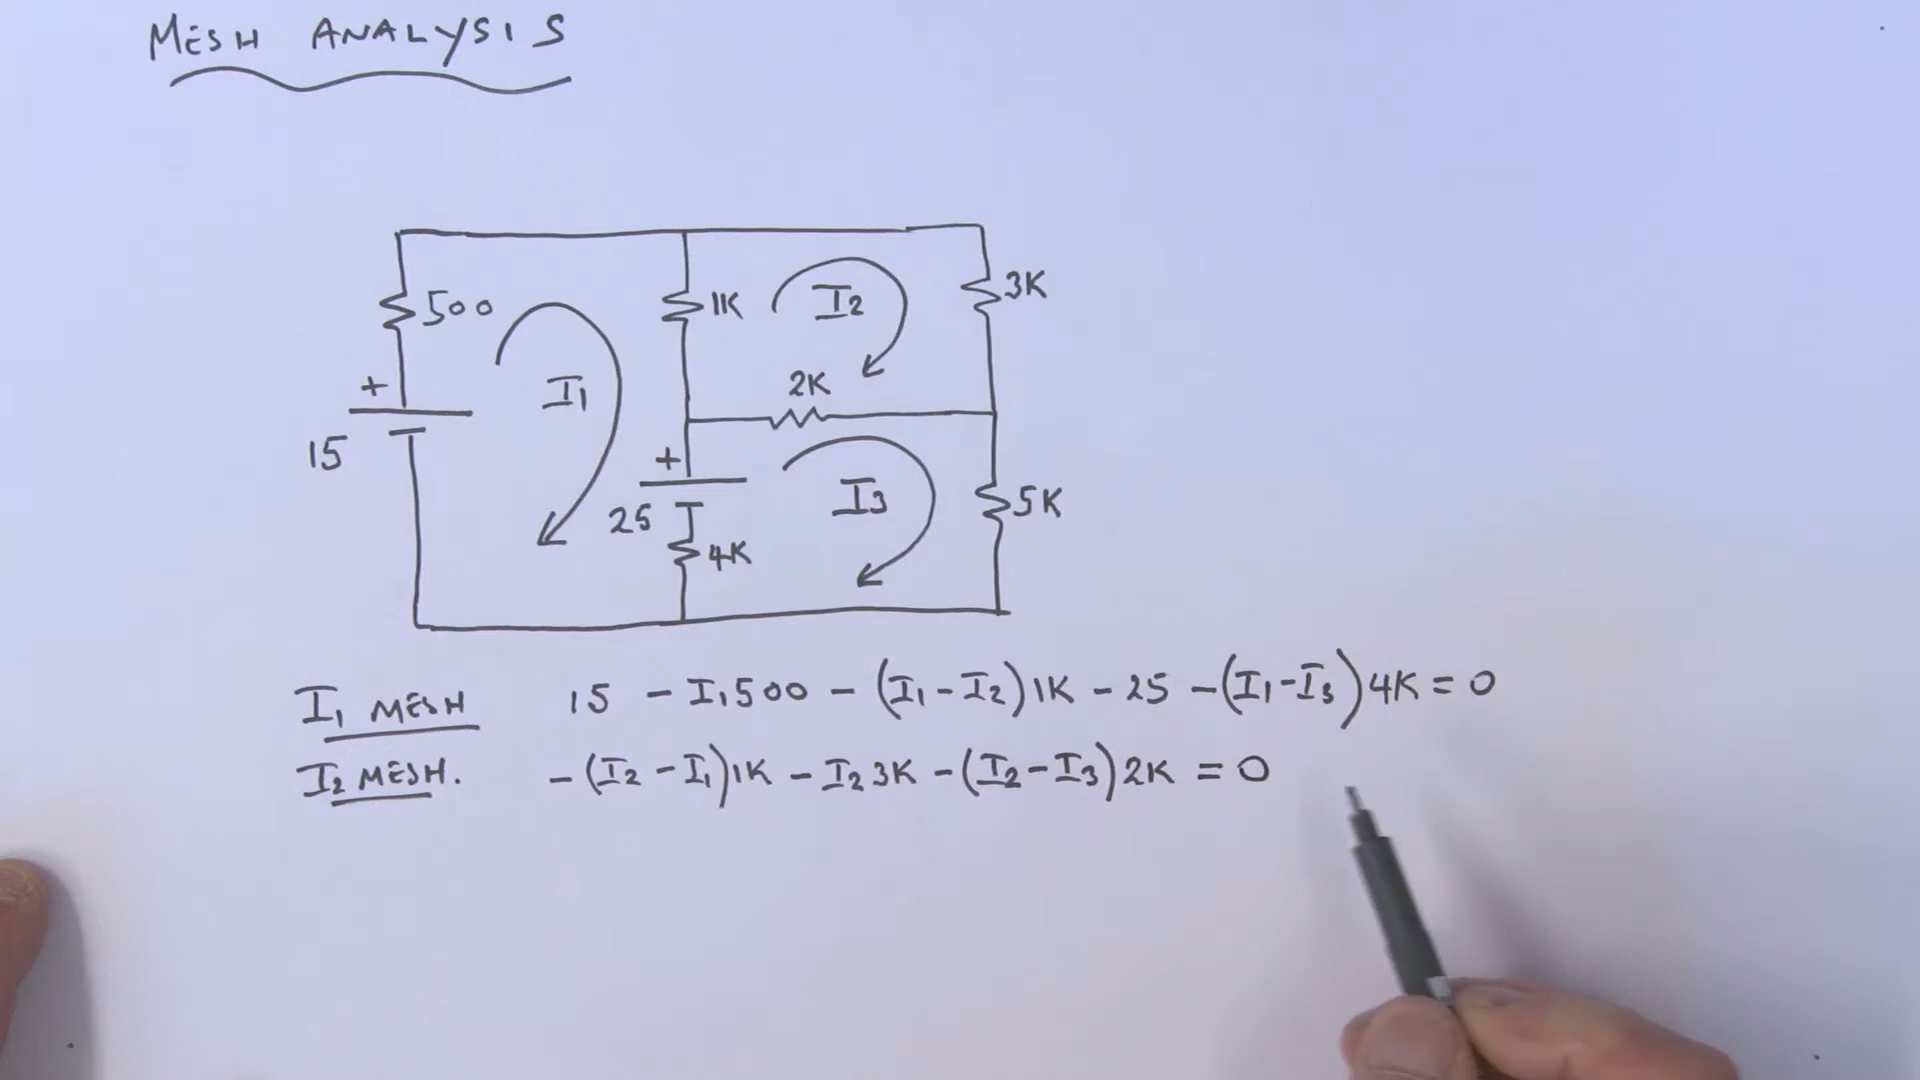 MESH ANALYSIS
500
1K
I2
3K
+
I1
2K
15
+
I3
25
5K
4K
I1 MESH 15 - I1500 - (I1 - I2)1K - 25 - (I1 - I3)4K = 0
I2 MESH. - (I2 - I1)1K - I2 3K - (I2 - I3)2K = 0